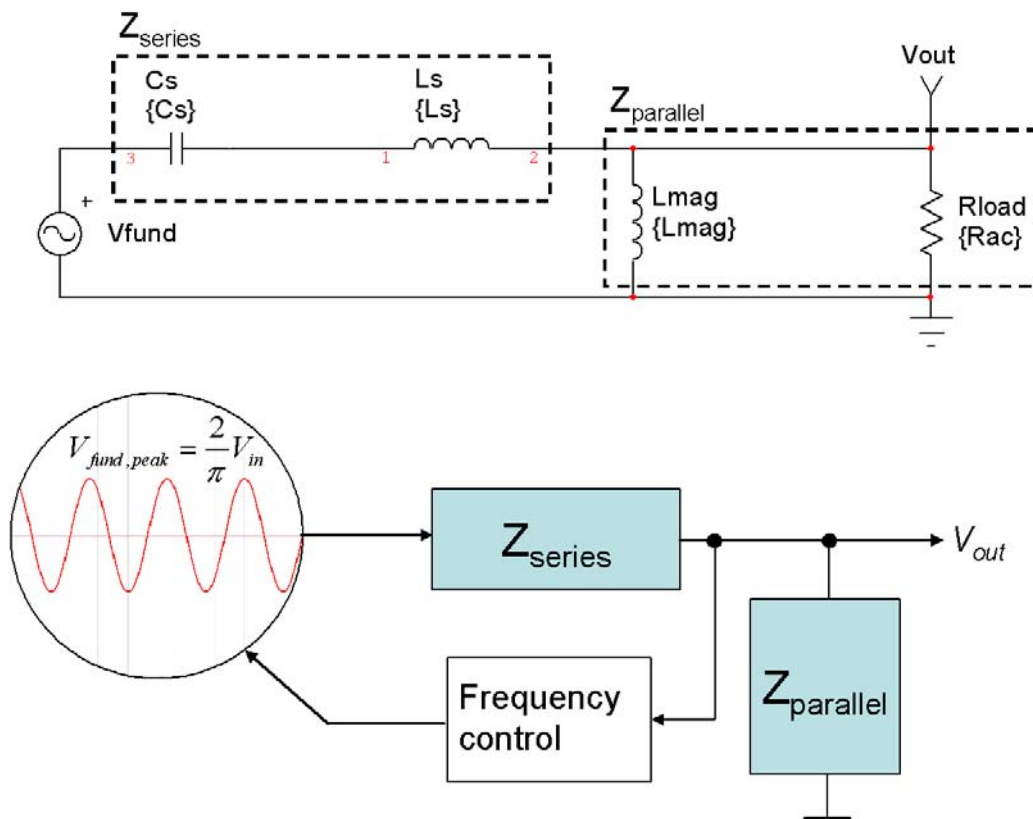 Zseries
Cs
{Cs}
Ls
{Ls}
Vout
Zparallel
3
1
2
+
Vfund
Lmag
{Lmag}
Rload
{Rac}
Vfund,peak = 2/π Vin
Zseries
Vout
Frequency
control
Zparallel